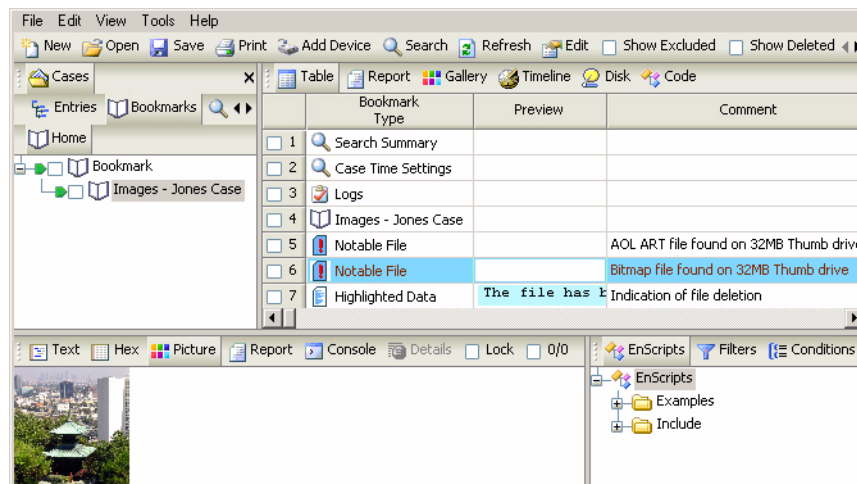 File Edit View Tools Help
New Open Save Print Add Device Search Refresh Edit Show Excluded Show Deleted
Cases
Table Report Gallery Timeline Disk Code
Entries Bookmarks
Home
Bookmark
Images - Jones Case
Bookmark Type Preview Comment
1 Search Summary
2 Case Time Settings
3 Logs
4 Images - Jones Case
5 Notable File AOL ART file found on 32MB Thumb
6 Notable File Bitmap file found on 32MB Thumb drive
7 Highlighted Data The file has Indication of file deletion
Text Hex Picture Report Console Details Lock 0/0
EnScripts Filters Conditions
EnScripts
Examples
Include